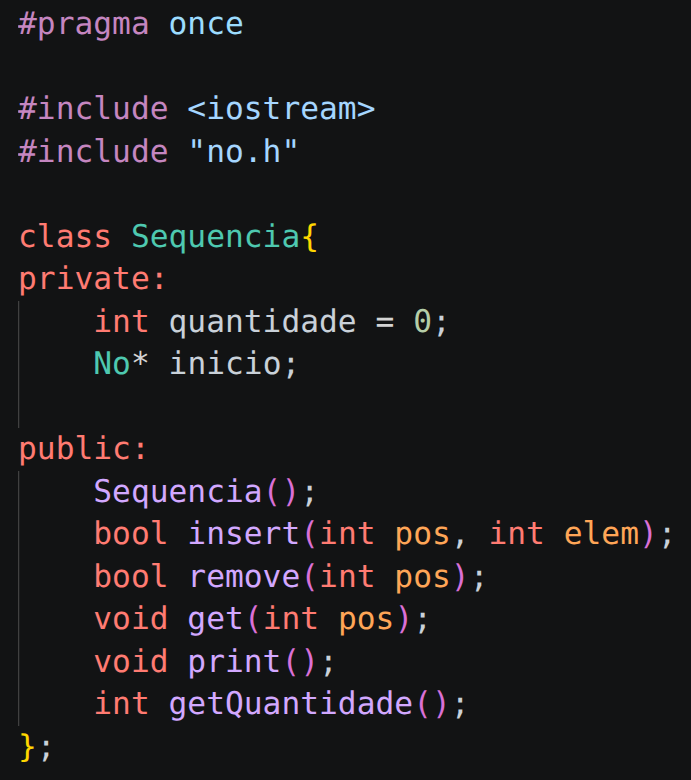 #pragma once
#include <iostream>
#include "no.h"
class Sequencia{
private:
    int quantidade = 0;
    No* inicio;
public:
    Sequencia();
    bool insert(int pos, int elem);
    bool remove(int pos);
    void get(int pos);
    void print();
    int getQuantidade();
};